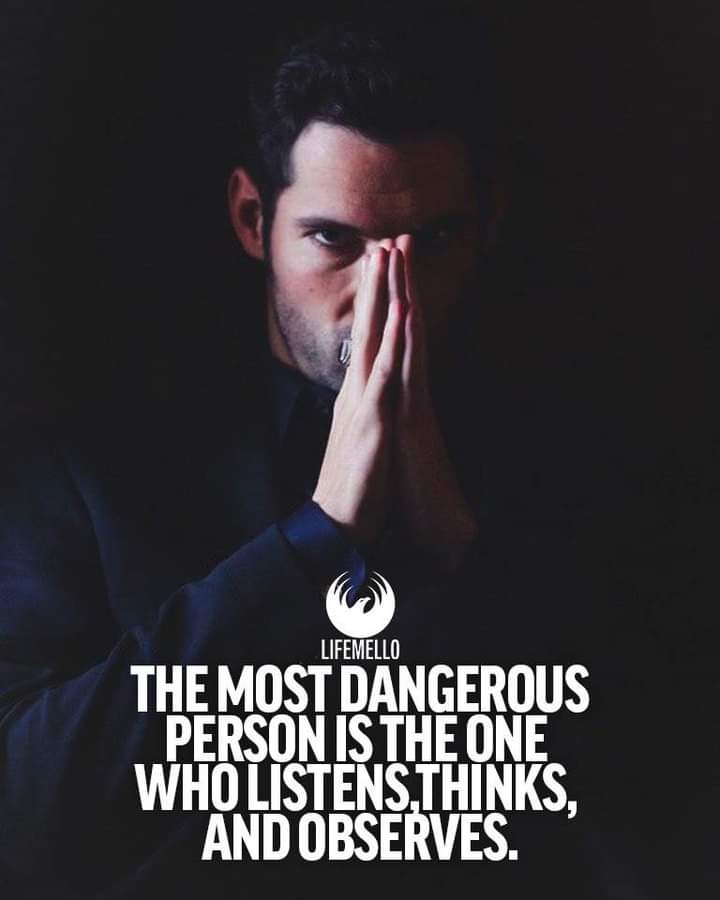 LIFEMELLO
THE MOST DANGEROUS
PERSON IS THE ONE
WHO LISTENS,THINKS,
AND OBSERVES.